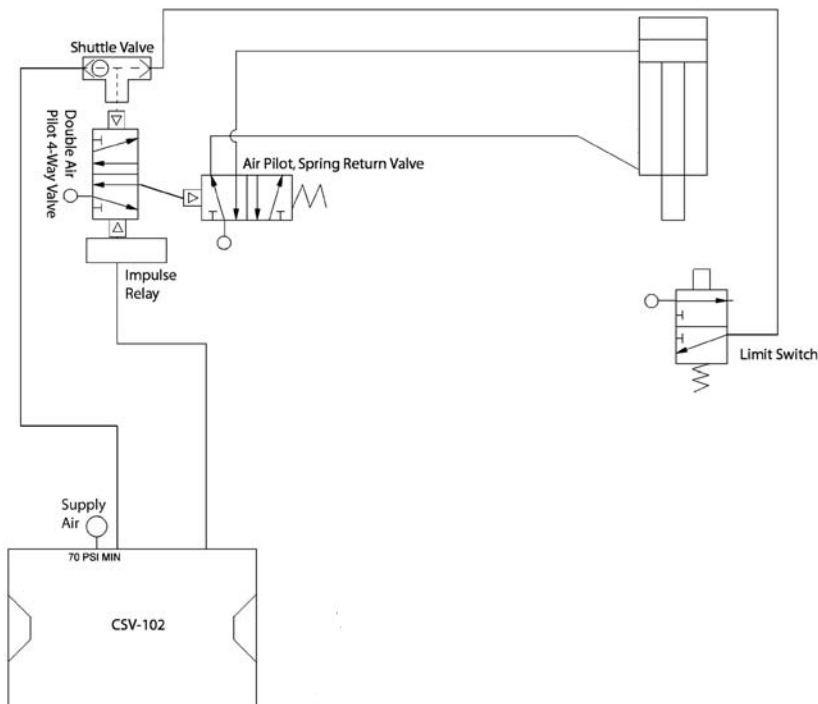 Shuttle Valve
Double Air
Pilot 4-Way Valve
Air Pilot, Spring Return Valve
Impulse
Relay
Limit Switch
Supply
Air
70 PSI MIN
CSV-102